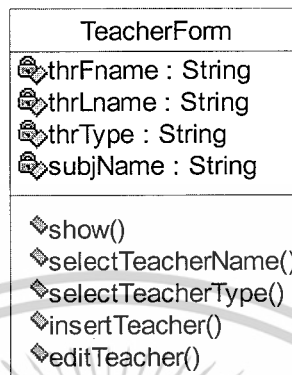 TeacherForm
thrFname : String
thrLname : String
thrType : String
subjName : String
show()
selectTeacherName()
selectTeacherType()
insertTeacher()
editTeacher()